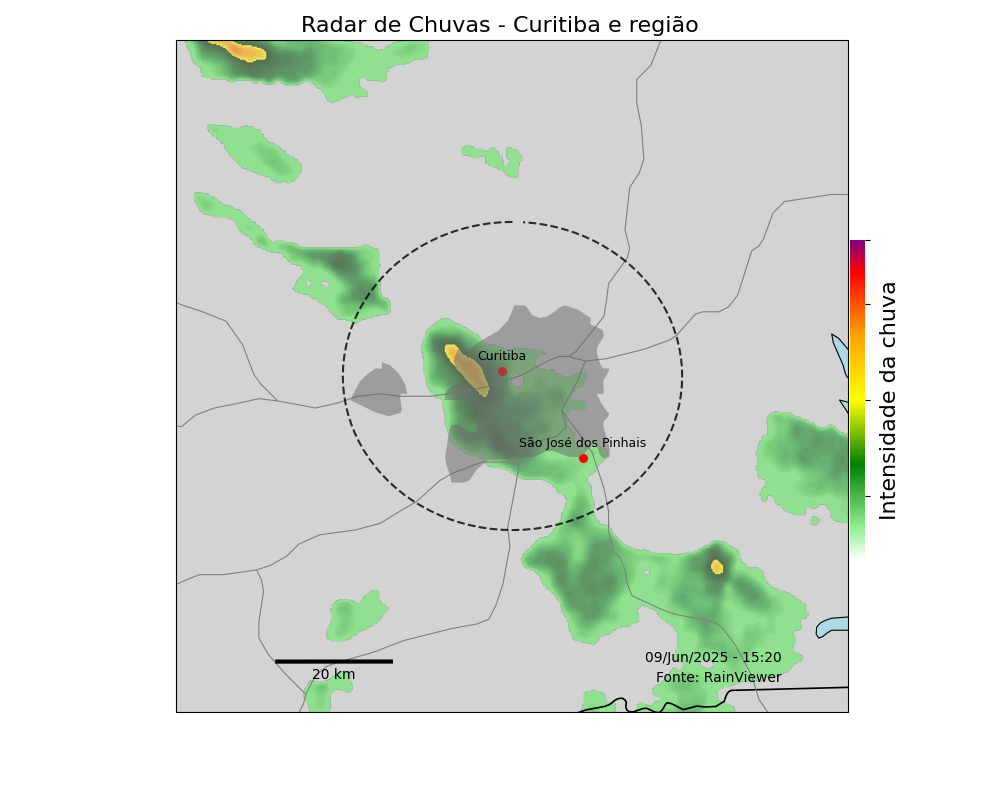 Radar de Chuvas - Curitiba e região
Curitiba
São José dos Pinhais
Intensidade da chuva
20 km
09/Jun/2025 - 15:20
Fonte: RainViewer